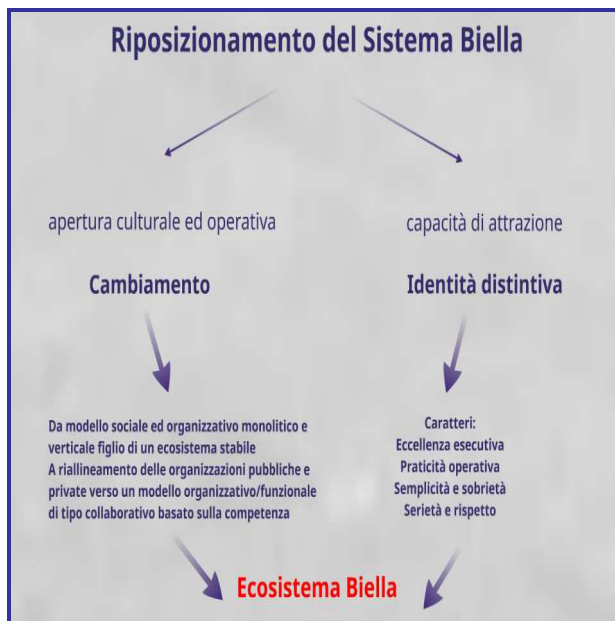 Riposizionamento del Sistema Biella
apertura culturale ed operativa
capacità di attrazione
Cambiamento
Identità distintiva
Da modello sociale ed organizzativo monolitico e
verticale figlio di un ecosistema stabile
A riallineamento delle organizzazioni pubbliche e
private verso un modello organizzativo/funzionale
di tipo collaborativo basato sulla competenza
Caratteri:
Eccellenza esecutiva
Praticità operativa
Semplicità e sobrietà
Serietà e rispetto
Ecosistema Biella